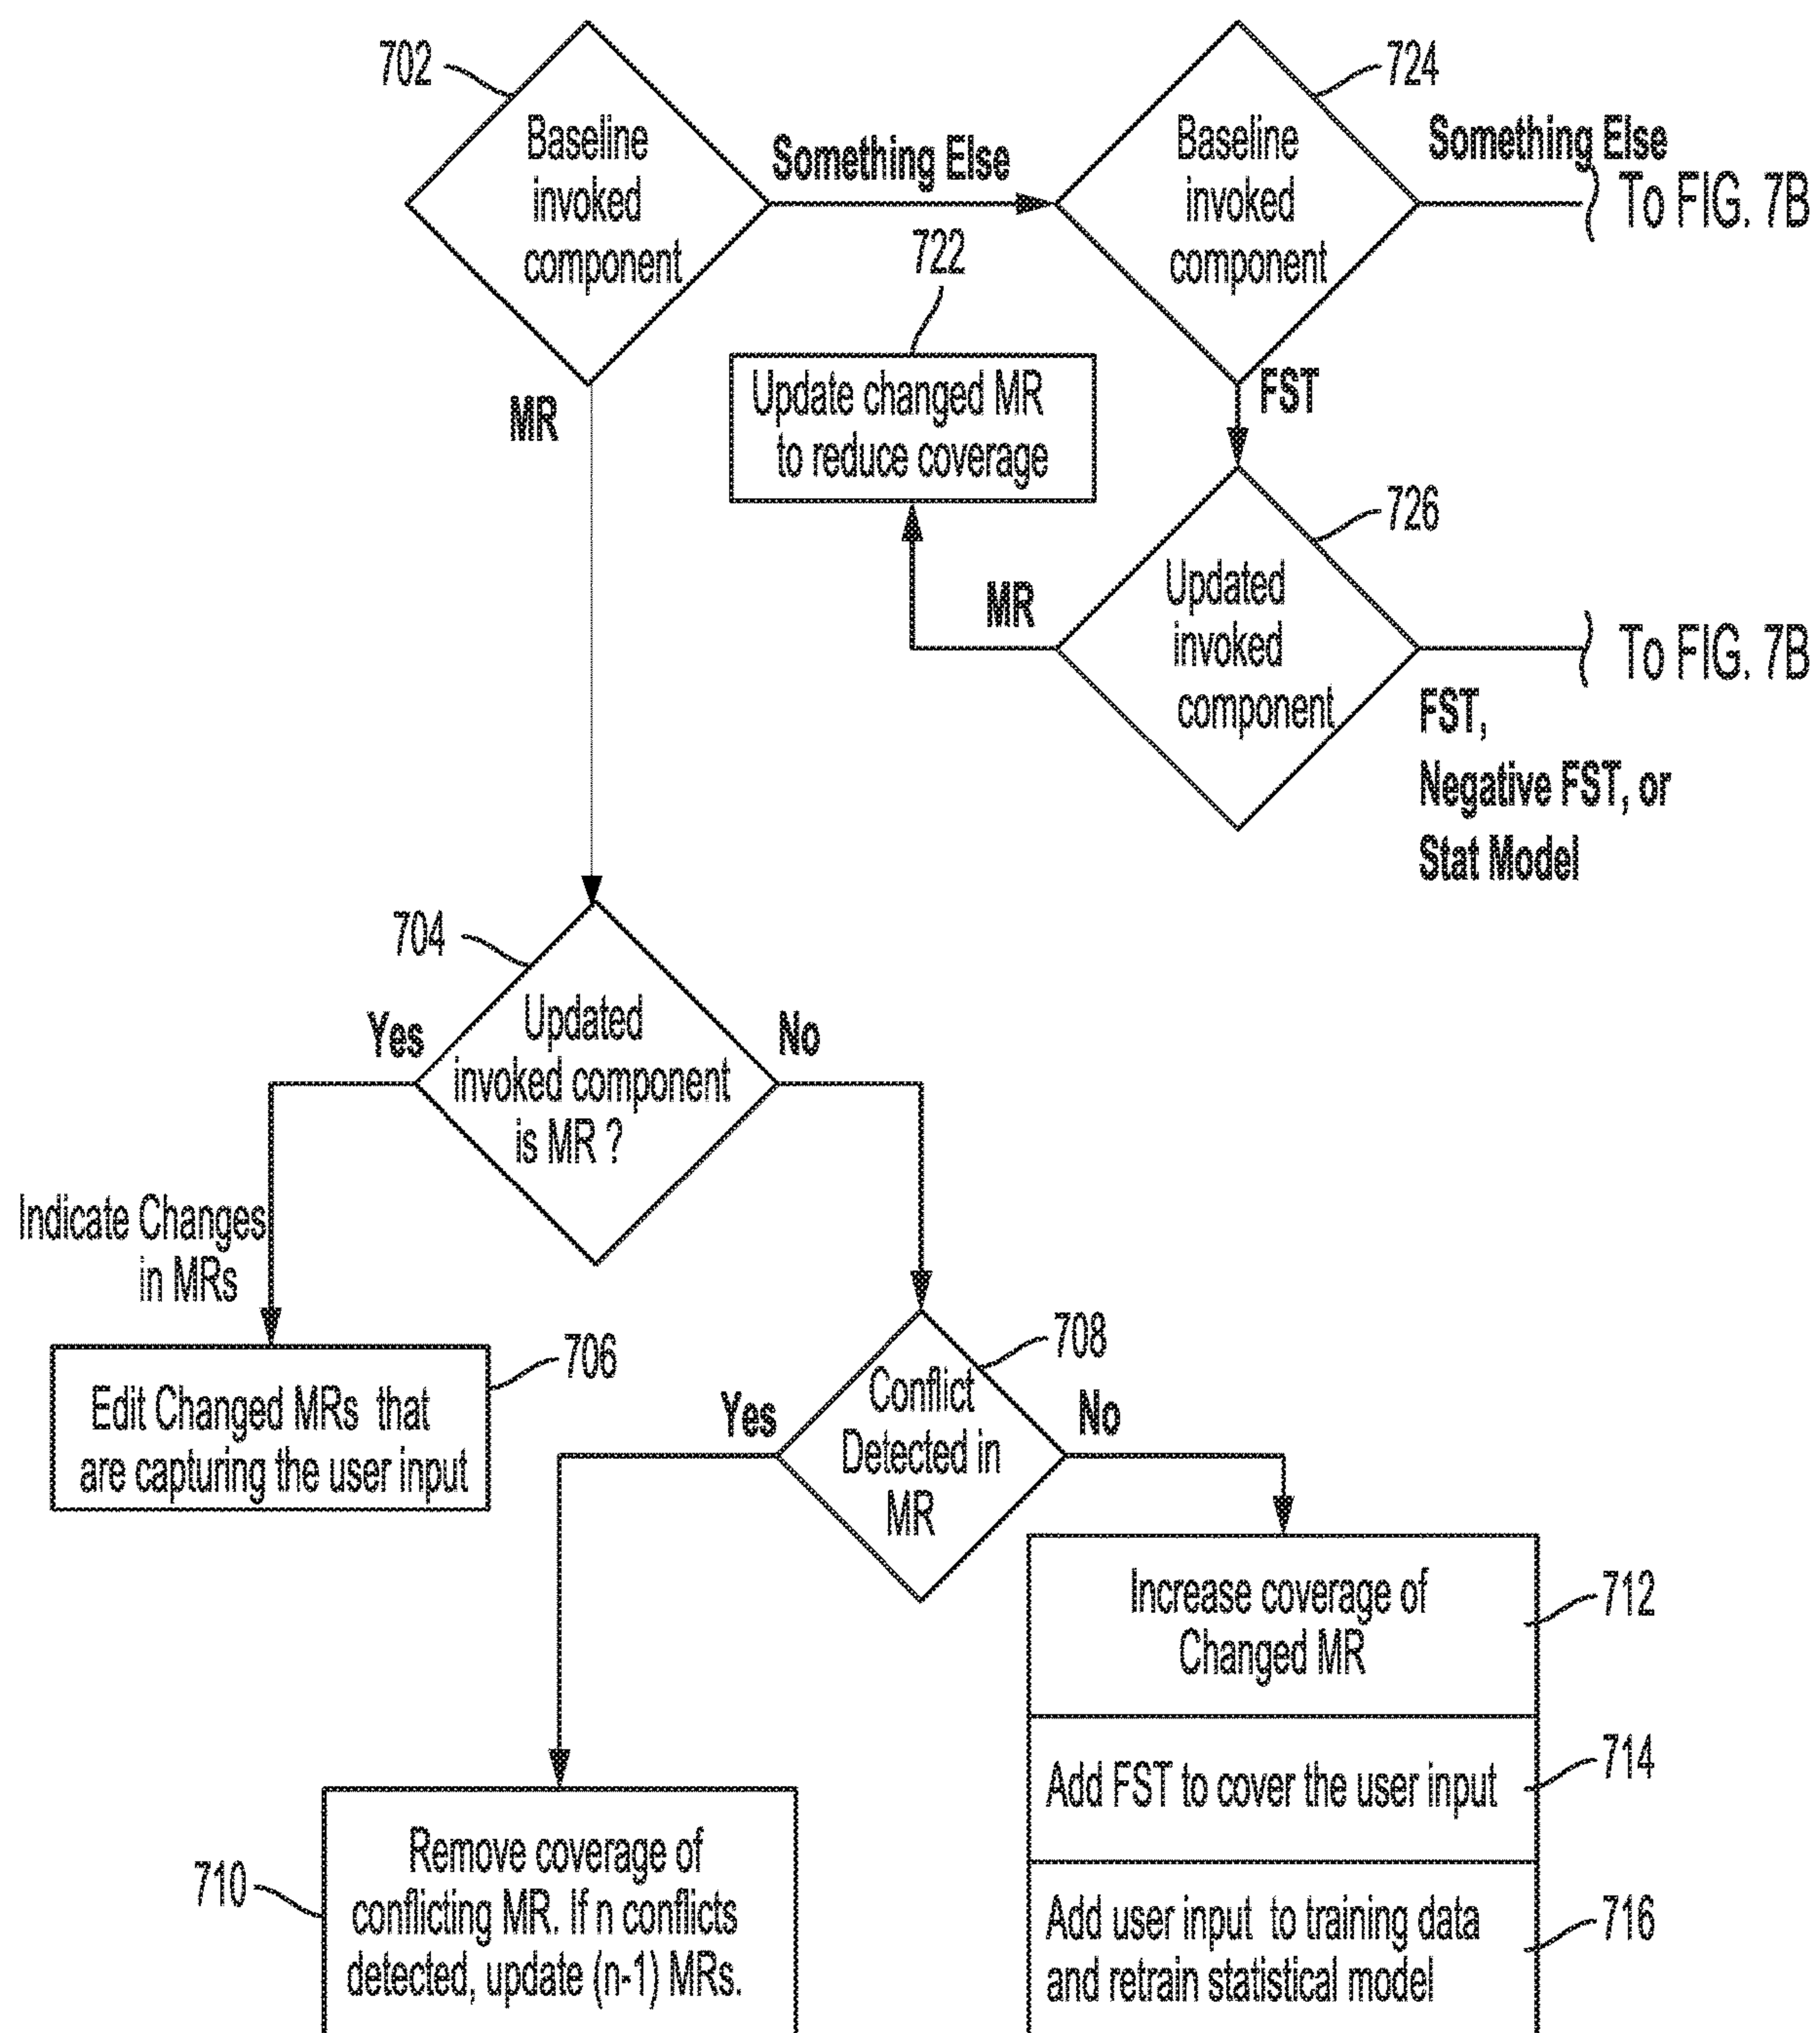 702
Baseline
invoked
component
Something Else
724
Baseline
invoked
component
Something Else
To FIG. 7B
722
Update changed MR
to reduce coverage
MR
FST
726
Updated
invoked
component
MR
To FIG. 7B
FST,
Negative FST, or
Stat Model
704
Yes
Updated
invoked component
is MR ?
No
Indicate Changes
in MRs
706
Edit Changed MRs that
are capturing the user input
708
Yes
Conflict
Detected in
MR
No
Increase coverage of
Changed MR
712
Add FST to cover the user input
714
710
Remove coverage of
conflicting MR. If n conflicts
detected, update (n-1) MRs.
Add user input to training data
and retrain statistical model
716